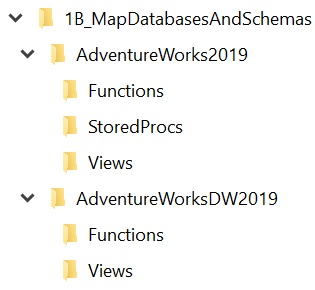 1B_MapDatabasesAndSchemas
AdventureWorks2019
Functions
StoredProcs
Views
AdventureWorksDW2019
Functions
Views